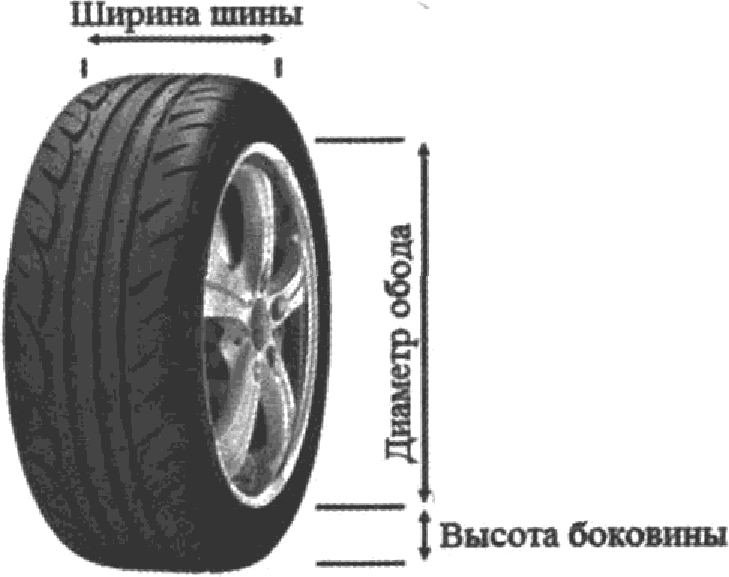 Ширина шины
Диаметр обода
Высота боковины